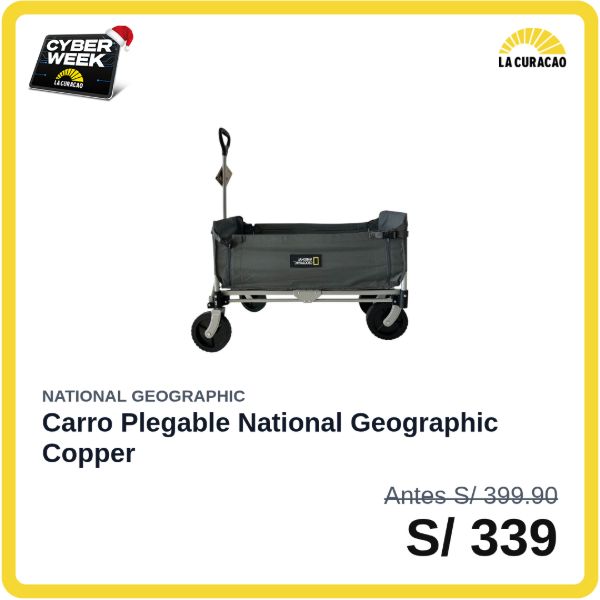 CYBER
WEEK
LA CURACAO
LA CURACAO
NATIONAL GEOGRAPHIC
Carro Plegable National Geographic
Copper
Antes S/ 399.90
S/ 339